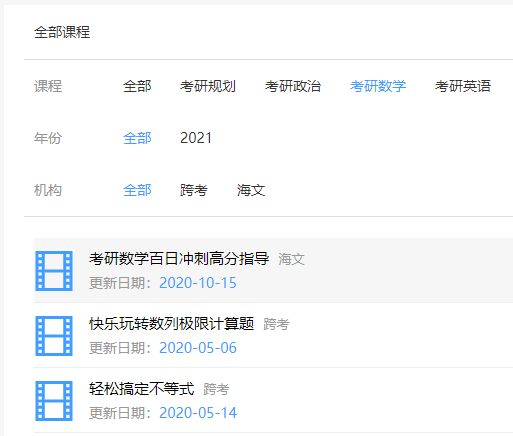 全部课程
课程 全部 考研规划 考研政治 考研数学 考研英语
年份 全部 2021
机构 全部 跨考 海文
考研数学百日冲刺高分指导 海文
更新日期：2020-10-15
快乐玩转数列极限计算题 跨考
更新日期：2020-05-06
轻松搞定不等式 跨考
更新日期：2020-05-14